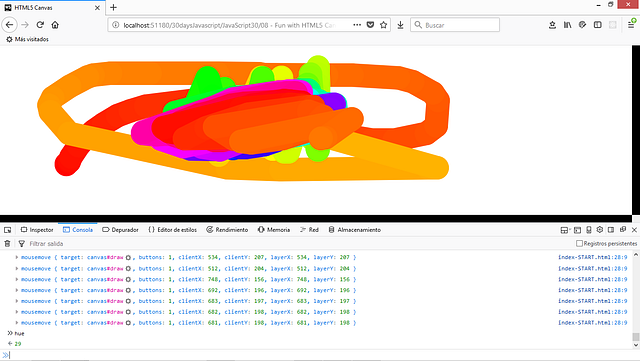 HTML5 Canvas
localhost:51180/30daysJavascript/JavaScript30/08 - Fun with HTML5 Canvas
Buscar
Más visitados
Inspector Consola Depurador Editor de estilos Rendimiento Memoria Red Almacenamiento
Filtrar salida Registros persistentes
mousemove { target: canvas#draw, buttons: 1, clientX: 534, clientY: 207, layerX: 534, layerY: 207 } index-START.html:28:9
mousemove { target: canvas#draw, buttons: 1, clientX: 512, clientY: 204, layerX: 512, layerY: 204 } index-START.html:28:9
mousemove { target: canvas#draw, buttons: 1, clientX: 748, clientY: 156, layerX: 748, layerY: 156 } index-START.html:28:9
mousemove { target: canvas#draw, buttons: 1, clientX: 692, clientY: 196, layerX: 692, layerY: 196 } index-START.html:28:9
mousemove { target: canvas#draw, buttons: 1, clientX: 683, clientY: 197, layerX: 683, layerY: 197 } index-START.html:28:9
mousemove { target: canvas#draw, buttons: 1, clientX: 682, clientY: 198, layerX: 682, layerY: 198 } index-START.html:28:9
mousemove { target: canvas#draw, buttons: 1, clientX: 681, clientY: 198, layerX: 681, layerY: 198 } index-START.html:28:9
hue
29